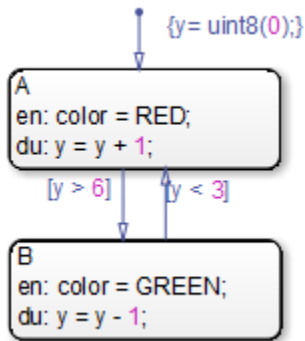 {y= uint8(0);}
A
en: color = RED;
du: y = y + 1;
[y > 6]
[y < 3]
B
en: color = GREEN;
du: y = y - 1;